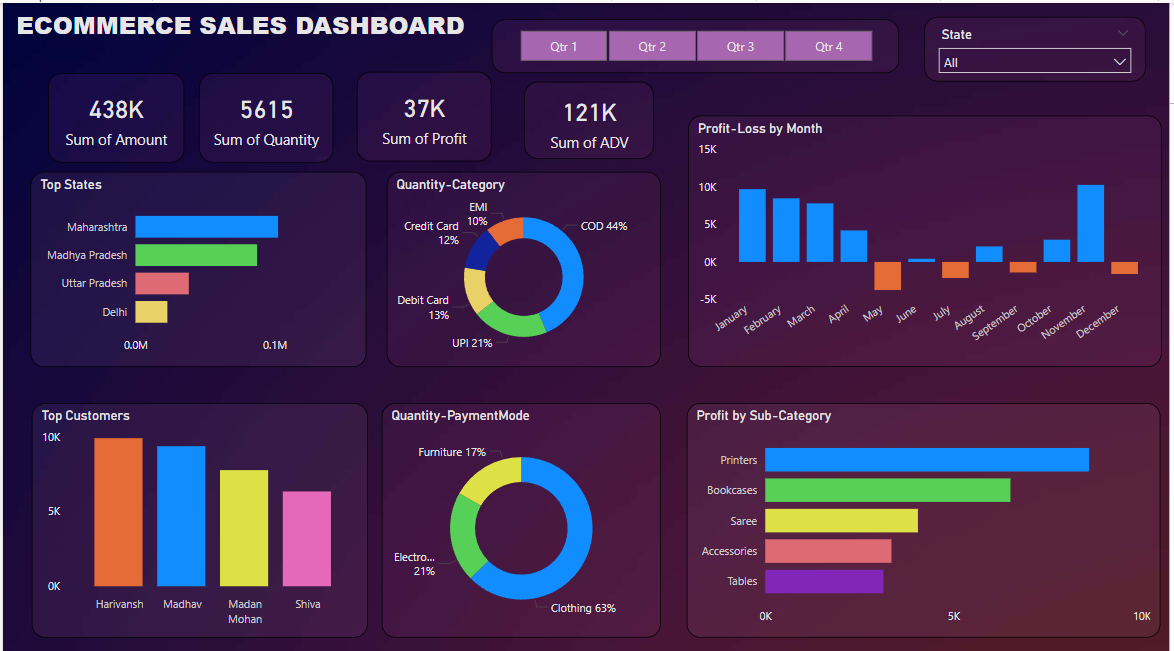 ECOMMERCE SALES DASHBOARD
Qtr 1
Qtr 2
Qtr 3
Qtr 4
State
All
438K
Sum of Amount
5615
Sum of Quantity
37K
Sum of Profit
121K
Sum of ADV
Top States
Maharashtra
Madhya Pradesh
Uttar Pradesh
Delhi
0.0M
0.1M
Quantity-Category
EMI
10%
Credit Card
12%
COD 44%
Debit Card
13%
UPI 21%
Profit-Loss by Month
15K
10K
5K
0K
-5K
January
February
March
April
May
June
July
August
September
October
November
December
Top Customers
10K
5K
0K
Harivansh
Madhav
Madan
Mohan
Shiva
Quantity-PaymentMode
Furniture 17%
Electro...
21%
Clothing 63%
Profit by Sub-Category
Printers
Bookcases
Saree
Accessories
Tables
0K
5K
10K